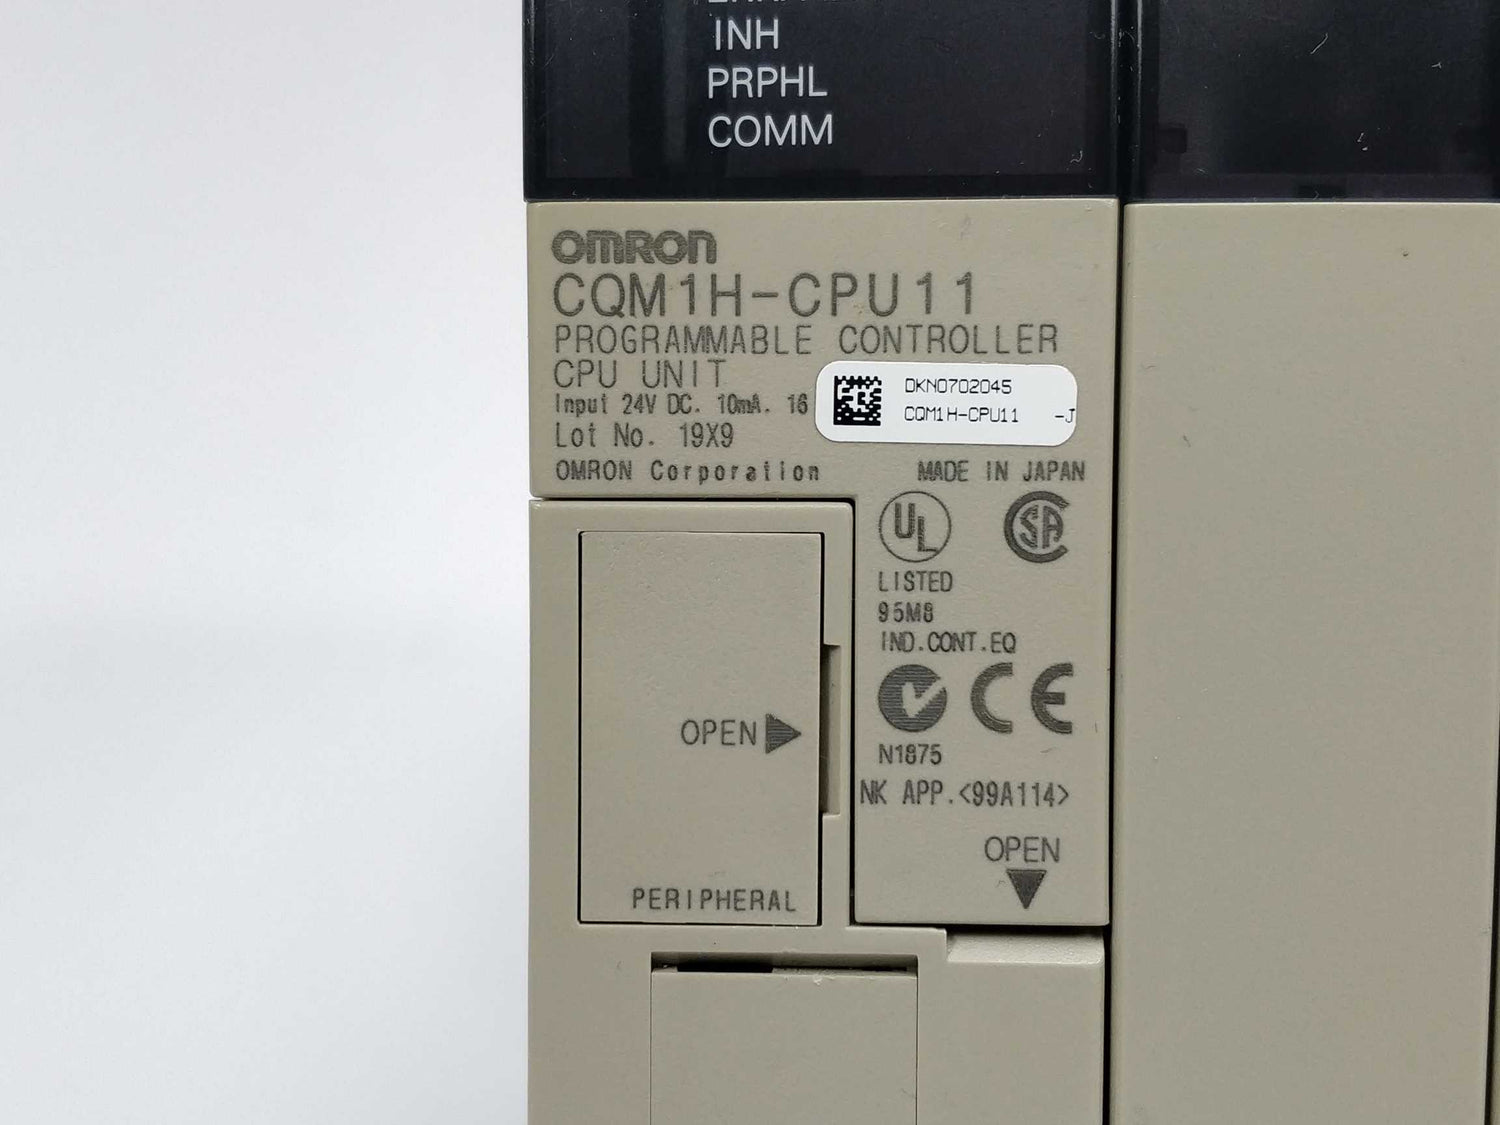 INH
PRPHL
COMM
OMRON
CQM1H-CPU11
PROGRAMMABLE CONTROLLER
CPU UNIT
Input 24V DC. 10mA. 16
Lot No. 19X9
DKN0702045
CQM1H-CPU11 -J
OMRON Corporation MADE IN JAPAN
UL SA
LISTED
95M8
IND.CONT.EQ
CE
N1875
NK APP.<99A114>
OPEN
OPEN
PERIPHERAL